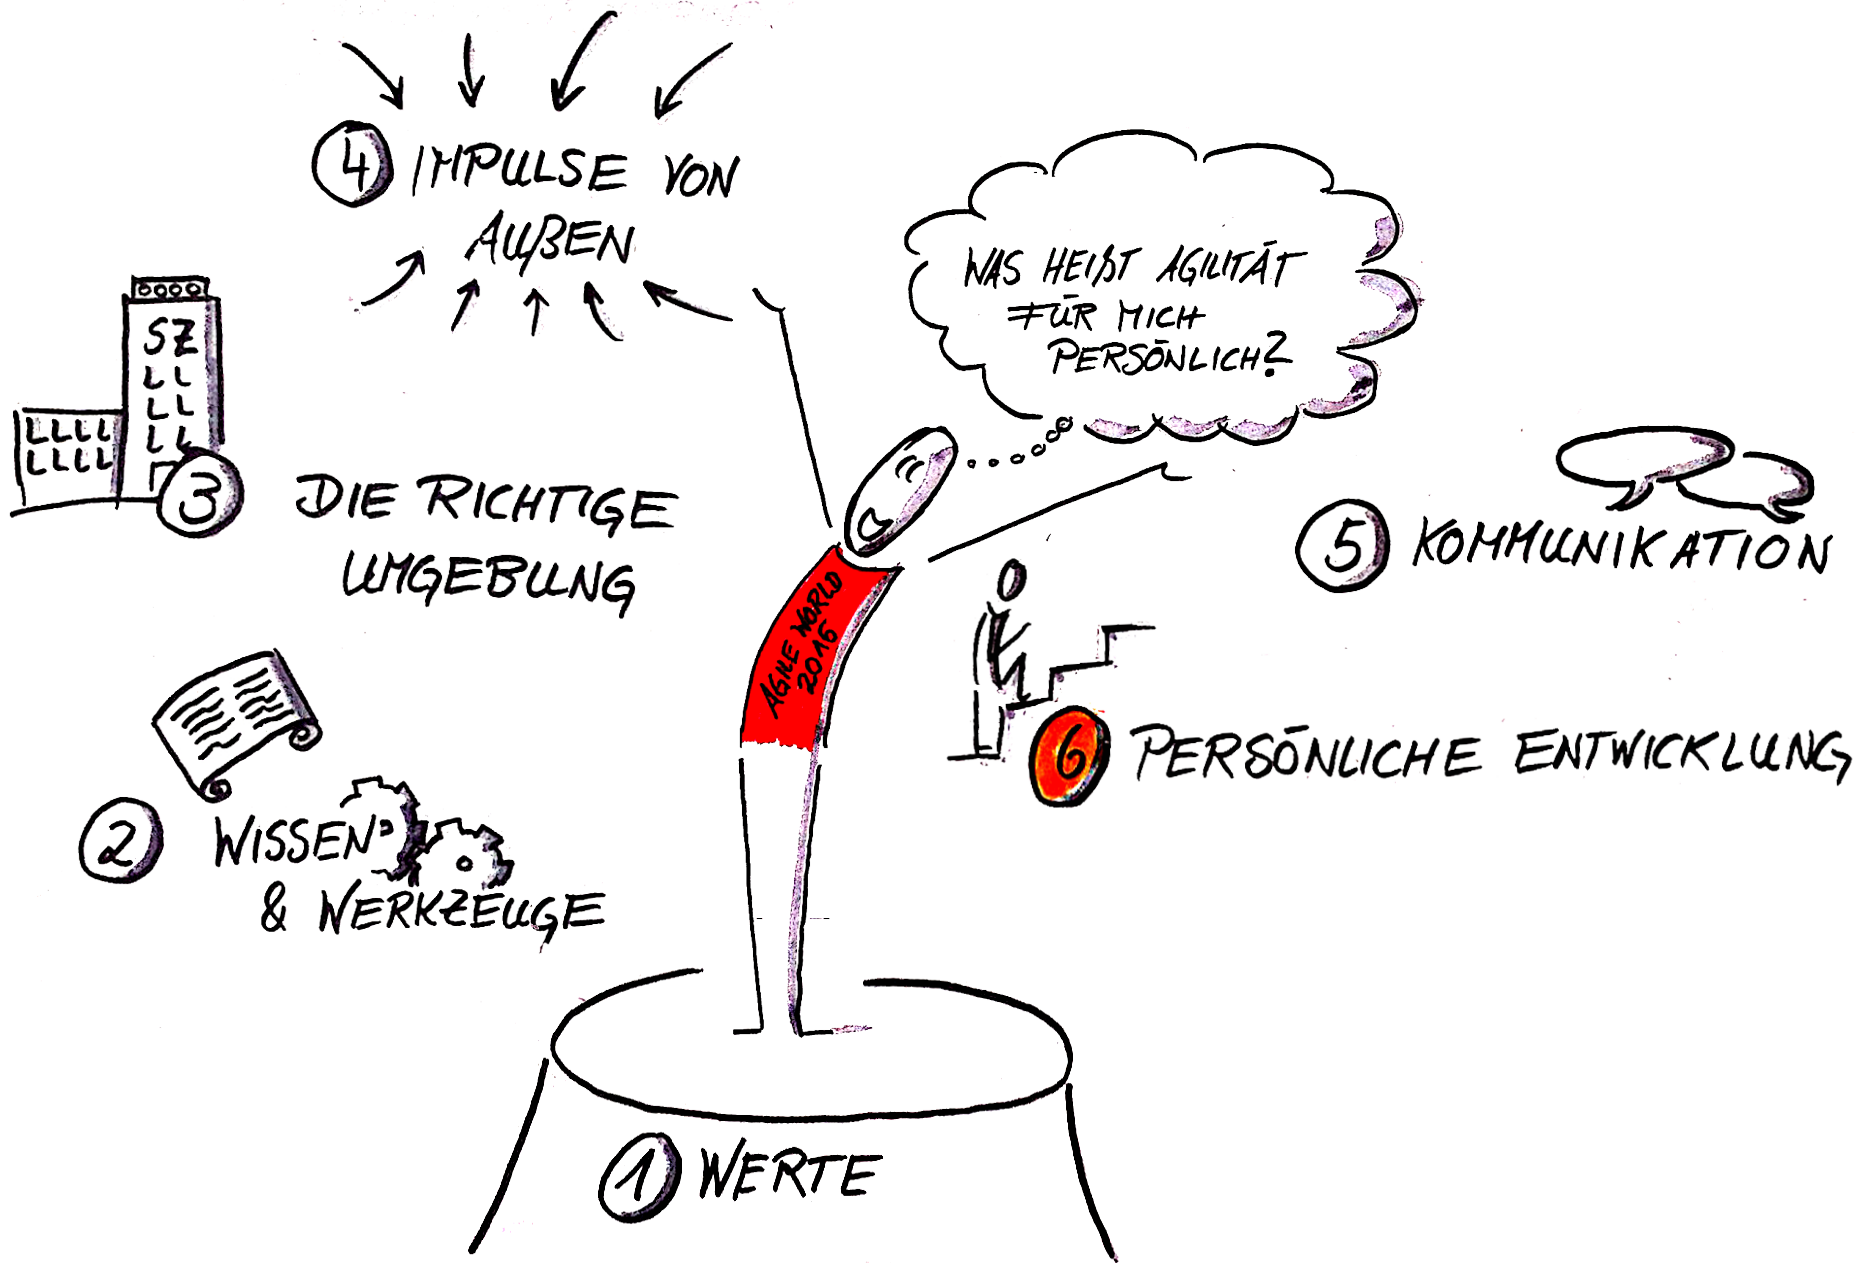 4 IMPULSE VON
AUßEN
WAS HEIßT AGILITÄT
FÜR MICH
PERSÖNLICH?
SZ
3 DIE RICHTIGE
UMGEBUNG
5 KOMMUNIKATION
AGILE WORLD
2016
6 PERSÖNLICHE ENTWICKLUNG
2 WISSEN
& WERKZEUGE
1 WERTE